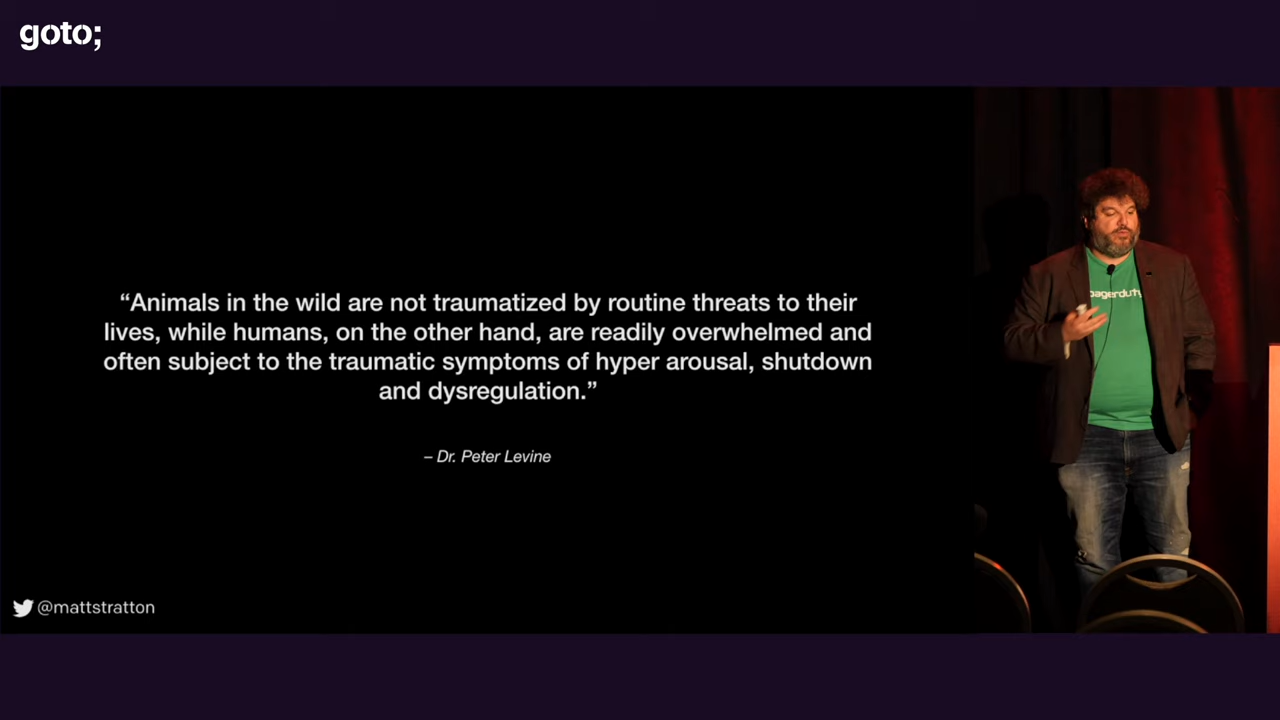 goto;
“Animals in the wild are not traumatized by routine threats to their
lives, while humans, on the other hand, are readily overwhelmed and
often subject to the traumatic symptoms of hyper arousal, shutdown
and dysregulation.”
– Dr. Peter Levine
pagerduty
@mattstratton